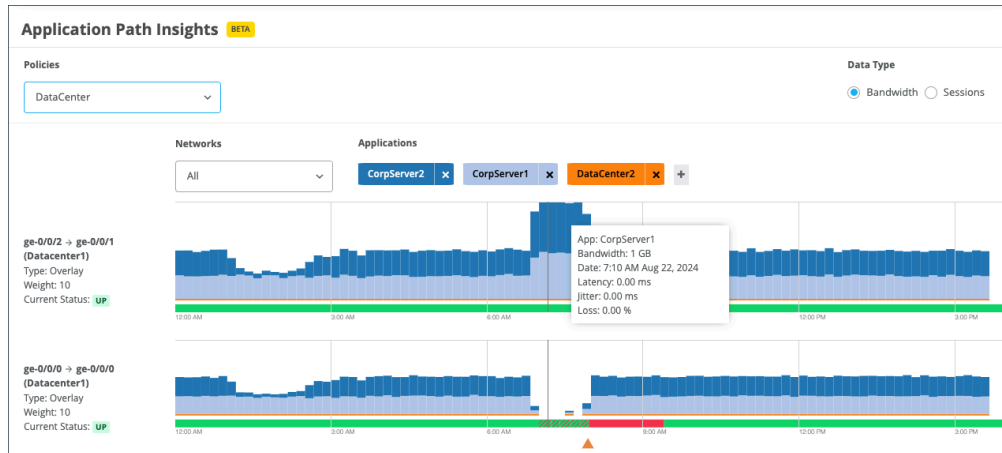 Application Path Insights BETA
Policies
Data Type
DataCenter
Bandwidth
Sessions
Networks
Applications
All
CorpServer2 x
CorpServer1 x
DataCenter2 x
+
ge-0/0/2 → ge-0/0/1
(Datacenter1)
Type: Overlay
Weight: 10
Current Status: UP
App: CorpServer1
Bandwidth: 1 GB
Date: 7:10 AM Aug 22, 2024
Latency: 0.00 ms
Jitter: 0.00 ms
Loss: 0.00 %
12:00 AM 3:00 AM 6:00 AM 12:00 PM 3:00 PM
ge-0/0/0 → ge-0/0/0
(Datacenter1)
Type: Overlay
Weight: 10
Current Status: UP
12:00 AM 3:00 AM 6:00 AM 9:00 AM 12:00 PM 3:00 PM